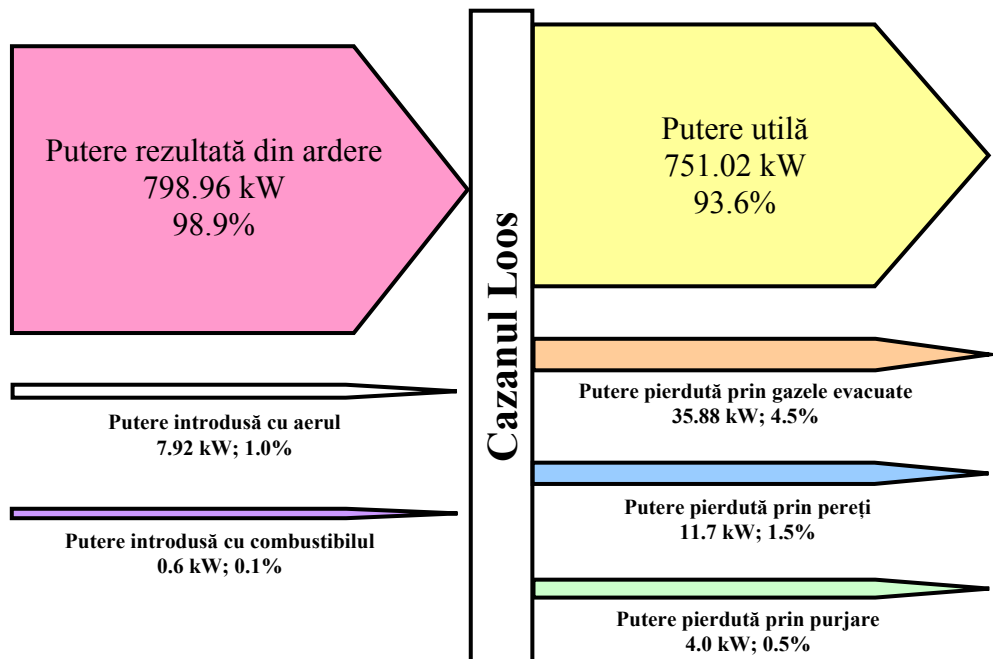 Putere rezultată din ardere
798.96 kW
98.9%
Putere introdusă cu aerul
7.92 kW; 1.0%
Putere introdusă cu combustibilul
0.6 kW; 0.1%
Cazanul Loos
Putere utilă
751.02 kW
93.6%
Putere pierdută prin gazele evacuate
35.88 kW; 4.5%
Putere pierdută prin pereți
11.7 kW; 1.5%
Putere pierdută prin purjare
4.0 kW; 0.5%